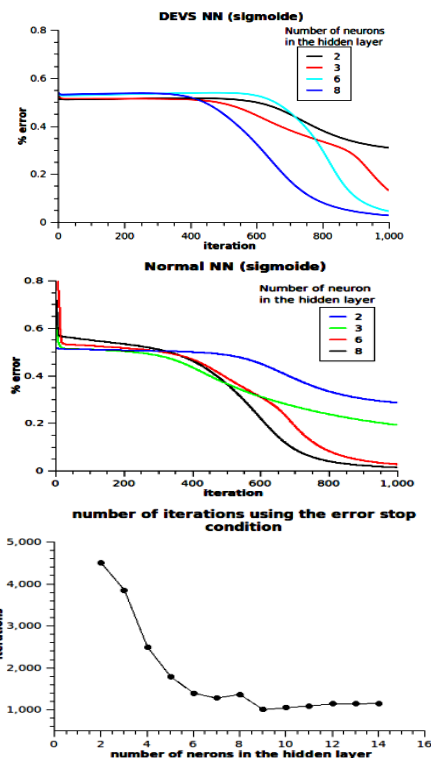 DEVS NN (sigmoide)
Number of neurons
in the hidden layer
2
3
6
8
0.8
0.6
0.4
0.2
0
% error
0 200 400 600 800 1,000
iteration
Normal NN (sigmoide)
Number of neuron
in the hidden layer
2
3
6
8
0.8
0.6
0.4
0.2
0
% error
0 200 400 600 800 1,000
iteration
number of iterations using the error stop
condition
5,000
4,000
3,000
2,000
1,000
0 2 4 6 8 10 12 14 16
number of nerons in the hidden layer